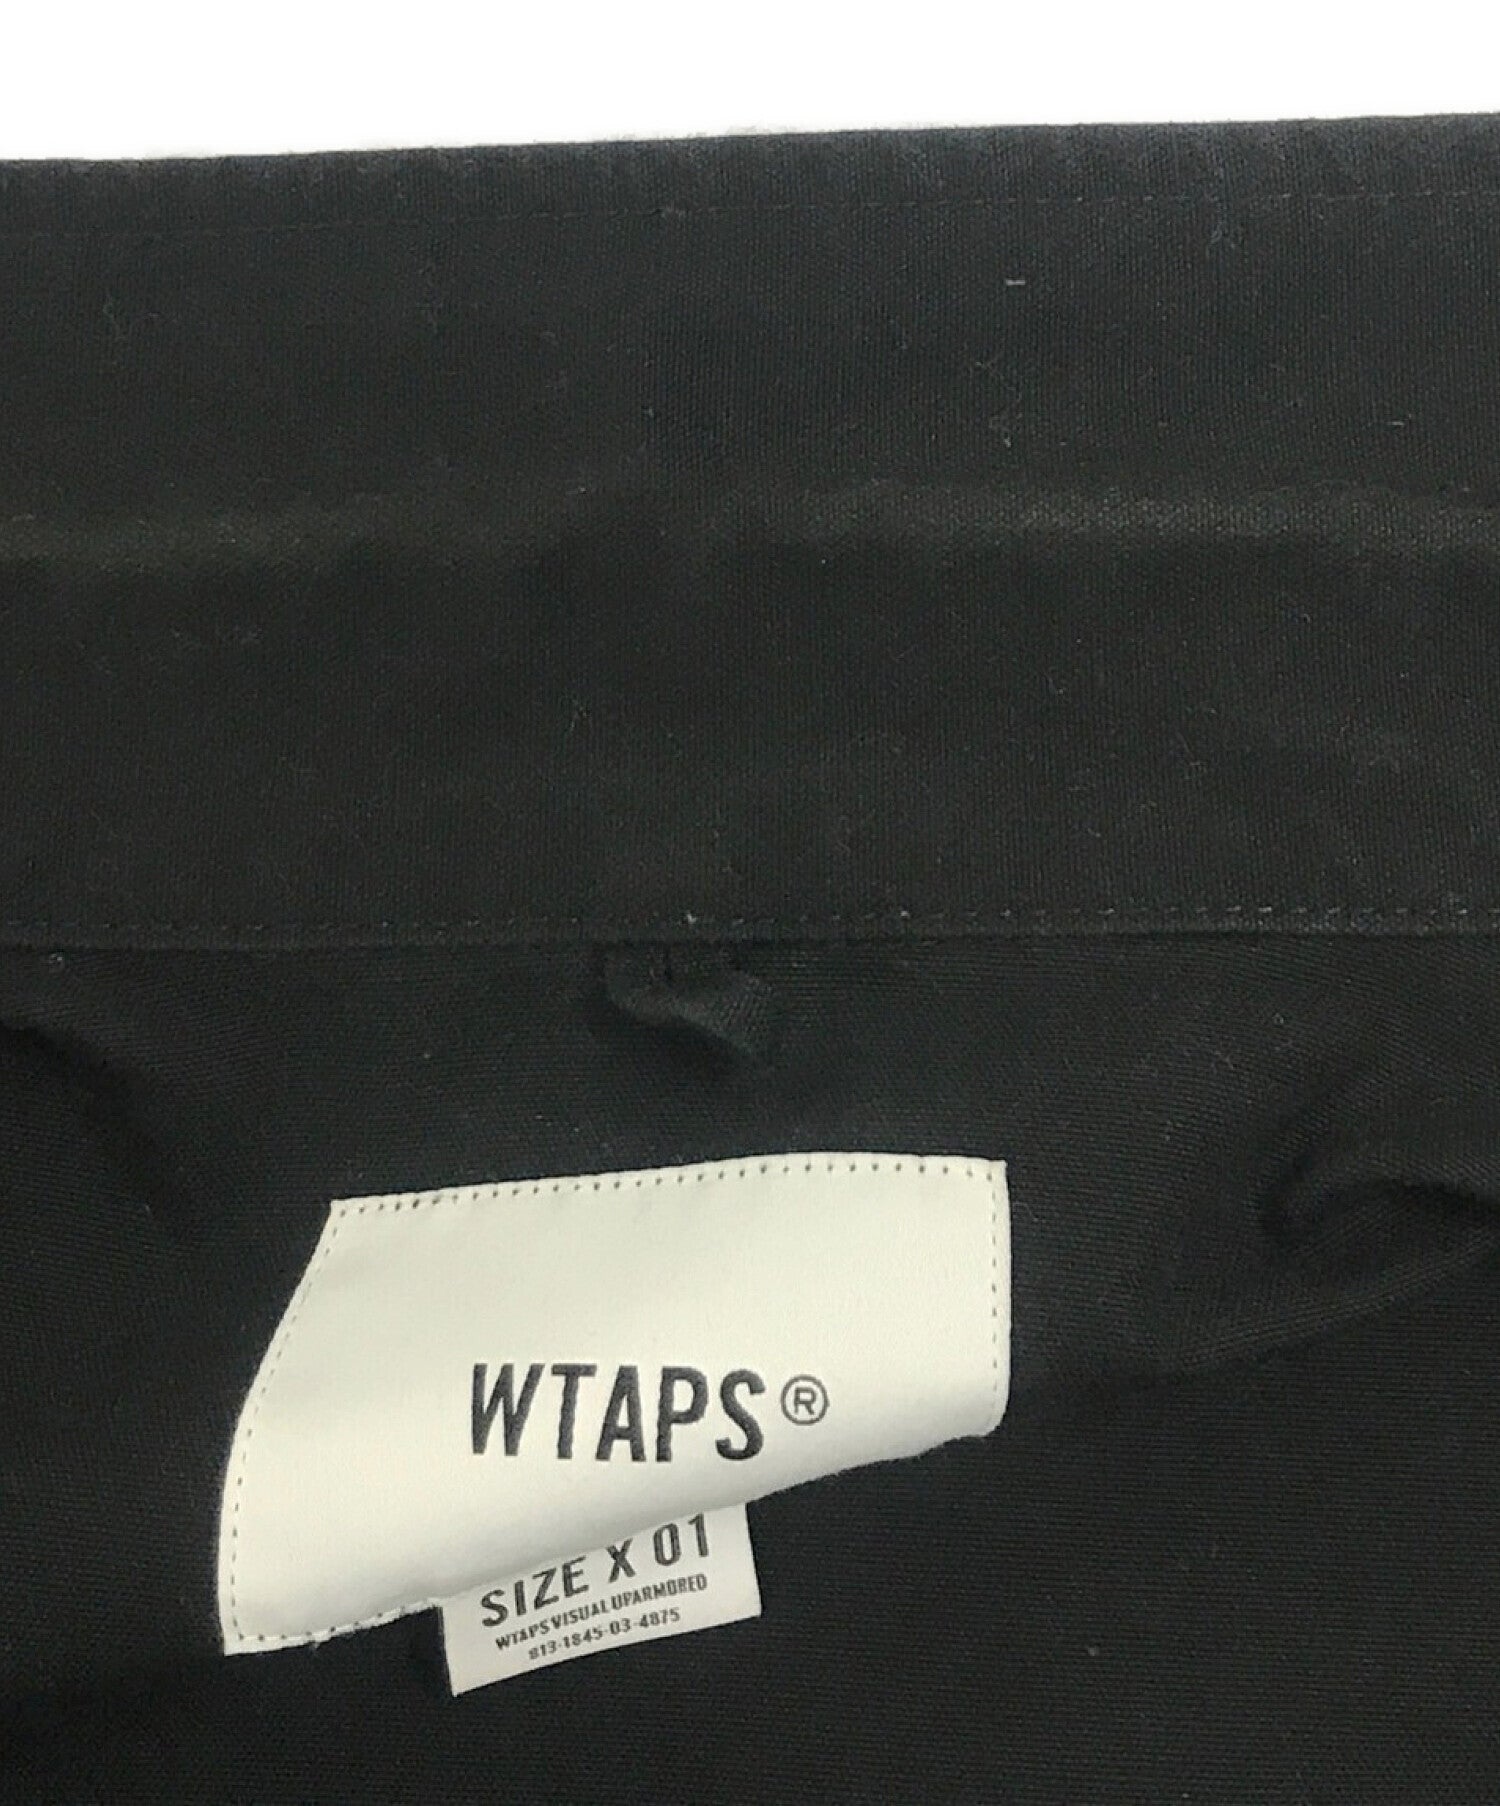 WTAPS®
SIZE X 01
WTAPS VISUAL UPARMORED
813-1845-03-4875